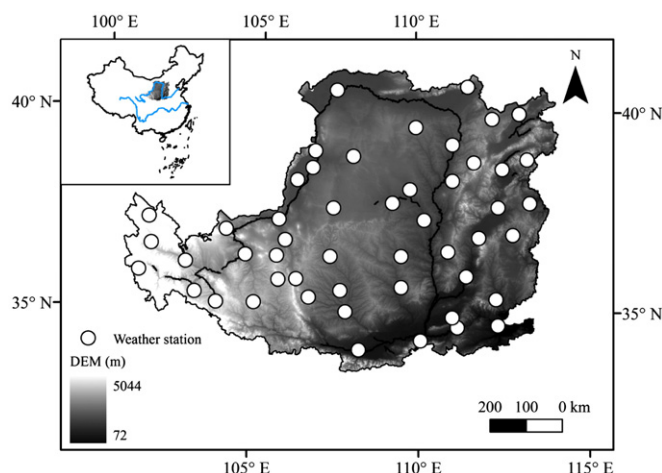 100° E 105° E 110° E
N
40° N
40° N
35° N
35° N
Weather station
DEM (m)
5044
72
200 100 0 km
105° E 110° E 115° E